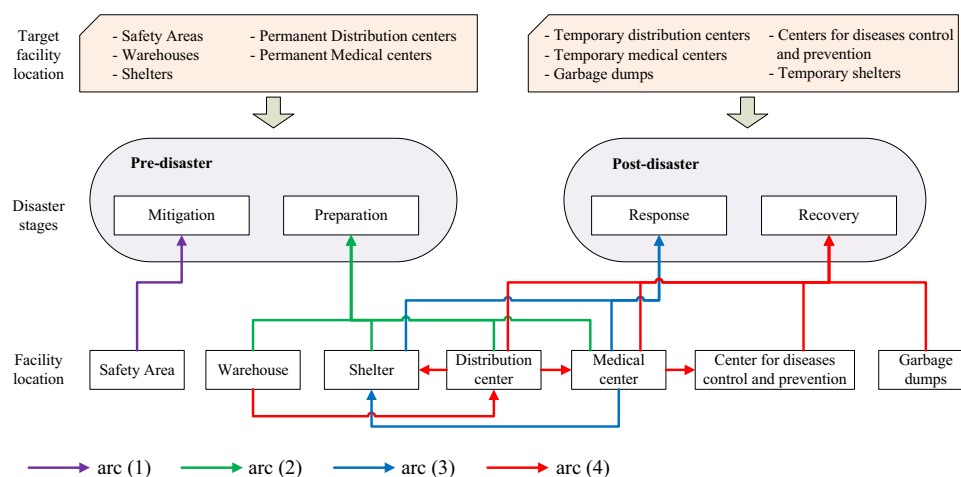 Target
facility
location
- Safety Areas
- Warehouses
- Shelters
- Permanent Distribution centers
- Permanent Medical centers
- Temporary distribution centers
- Temporary medical centers
- Garbage dumps
- Centers for diseases control
and prevention
- Temporary shelters
Disaster
stages
Pre-disaster
Mitigation
Preparation
Post-disaster
Response
Recovery
Facility
location
Safety Area
Warehouse
Shelter
Distribution
center
Medical
center
Center for diseases
control and prevention
Garbage
dumps
arc (1)
arc (2)
arc (3)
arc (4)